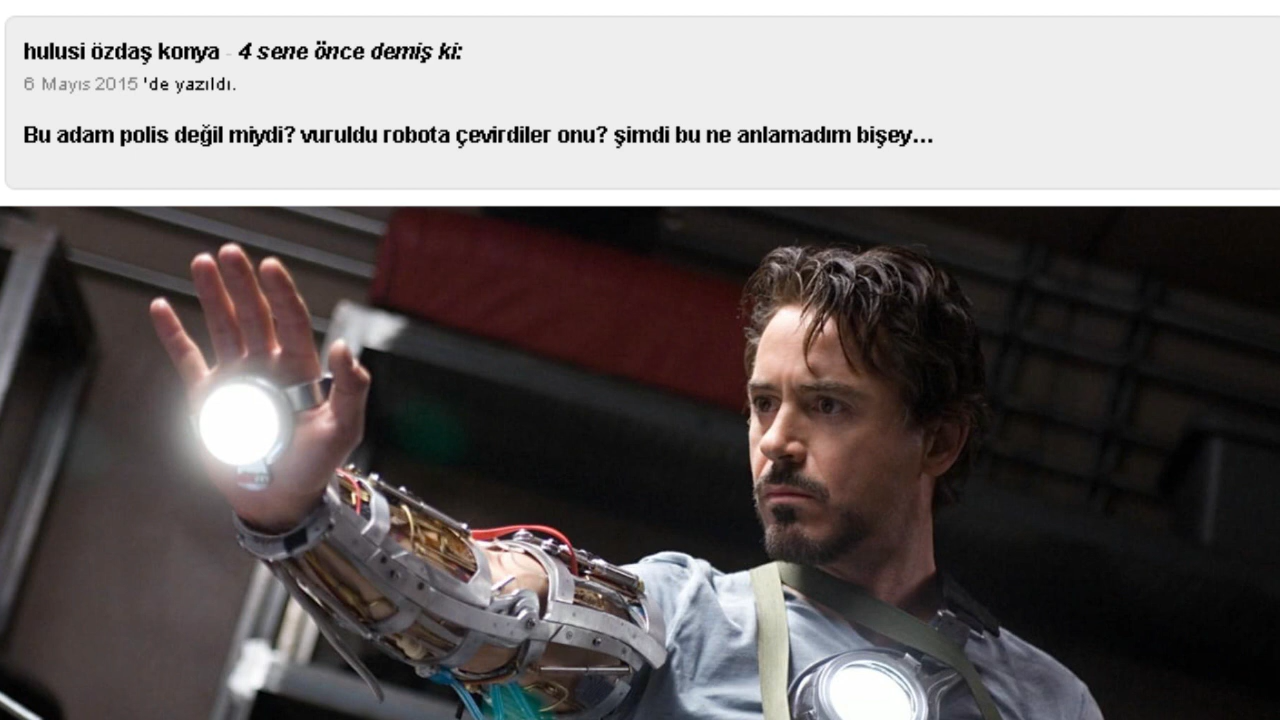 hulusi özdaş konya - 4 sene önce demiş ki:
6 Mayıs 2015 'de yazıldı.
Bu adam polis değil miydi? vuruldu robota çevirdiler onu? şimdi bu ne anlamadım bişey...